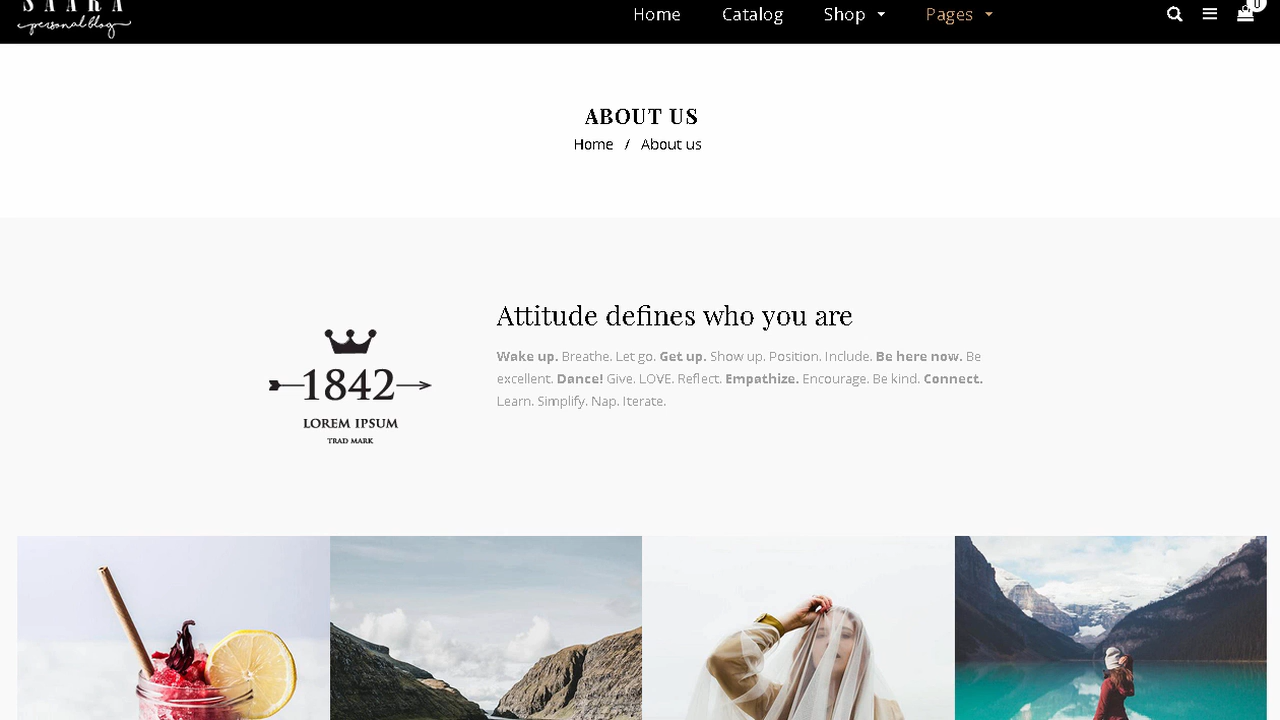 SAARA
personal blog
Home Catalog Shop Pages
0
ABOUT US
Home / About us
Attitude defines who you are
Wake up. Breathe. Let go. Get up. Show up. Position. Include. Be here now. Be
excellent. Dance! Give. LOVE. Reflect. Empathize. Encourage. Be kind. Connect.
Learn. Simplify. Nap. Iterate.
1842
LOREM IPSUM
TRAD MARK